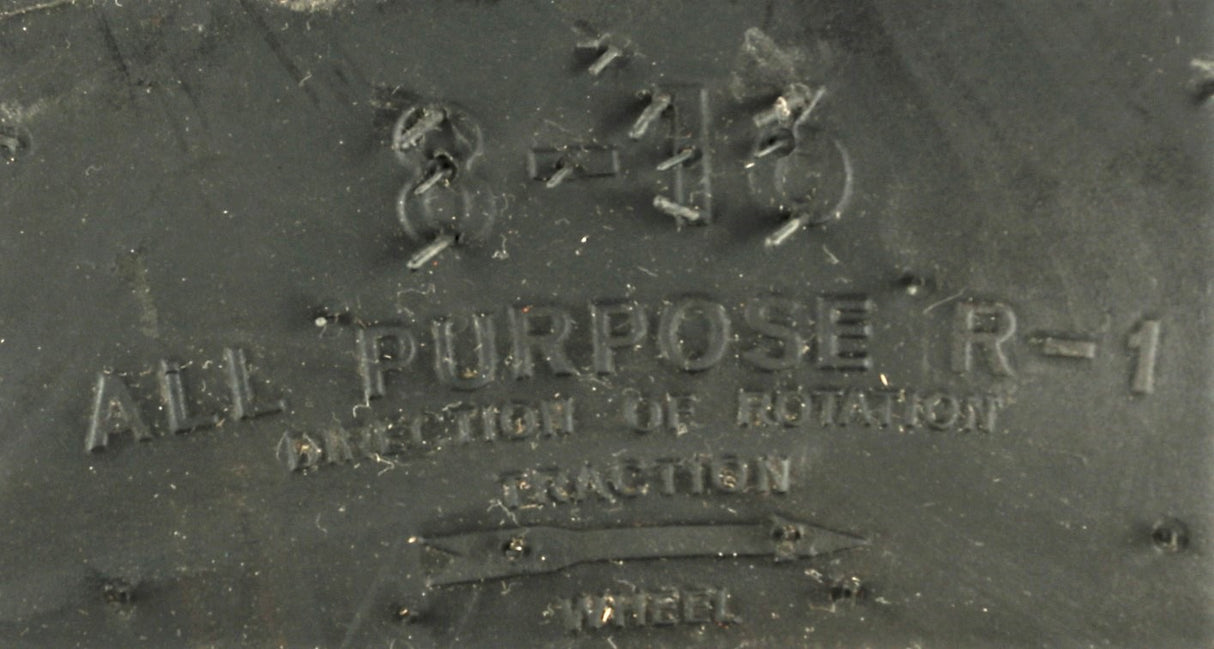 8-16
ALL PURPOSE R-1
DIRECTION OF ROTATION
TRACTION
WHEEL